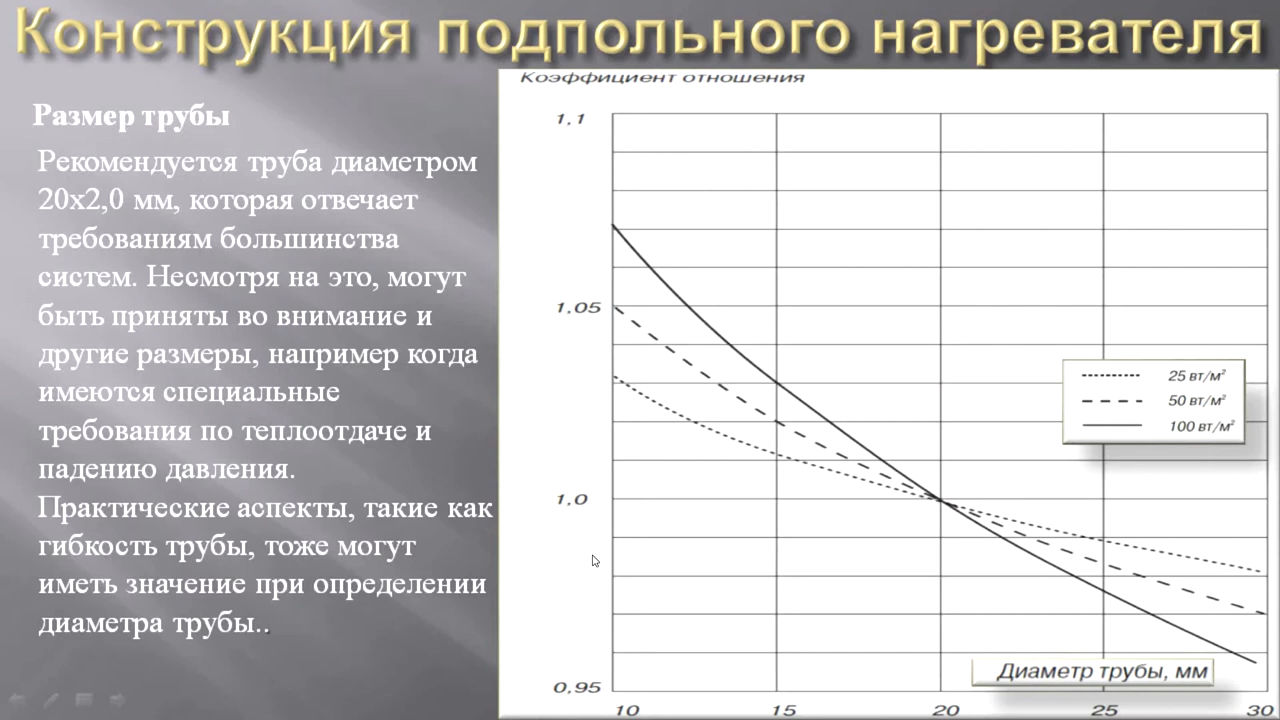 Конструкция подпольного нагревателя
Размер трубы
Рекомендуется труба диаметром
20х2,0 мм, которая отвечает
требованиям большинства
систем. Несмотря на это, могут
быть приняты во внимание и
другие размеры, например когда
имеются специальные
требования по теплоотдаче и
падению давления.
Практические аспекты, такие как
гибкость трубы, тоже могут
иметь значение при определении
диаметра трубы..
Коэффициент отношения
1,1
1,05
1,0
0,95
25 вт/м²
50 вт/м²
100 вт/м²
Диаметр трубы, мм
10 15 20 25 30